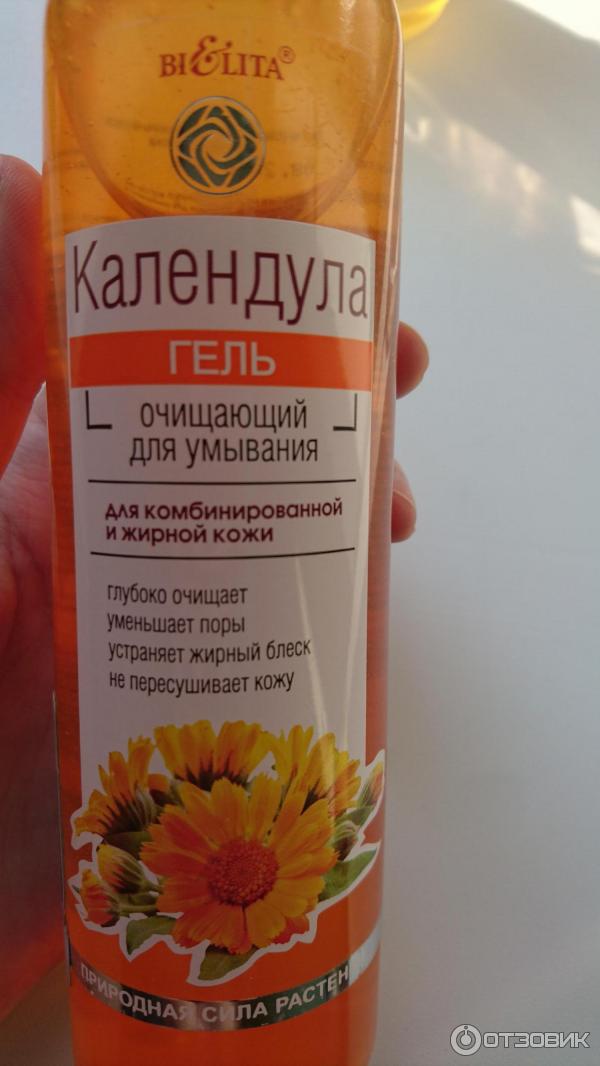 BIELITA®
Календула
ГЕЛЬ
очищающий
для умывания
для комбинированной
и жирной кожи
глубоко очищает
уменьшает поры
устраняет жирный блеск
не пересушивает кожу
ПРИРОДНАЯ СИЛА РАСТЕН
ОТЗОВИК